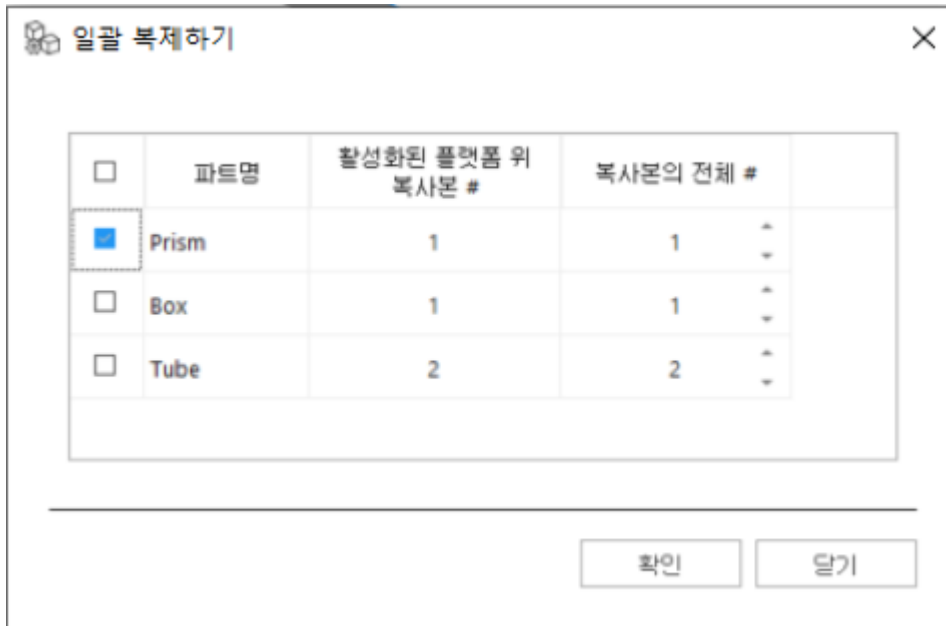 일괄 복제하기
파트명
활성화된 플랫폼 위
복사본 #
복사본의 전체 #
Prism 1 1
Box 1 1
Tube 2 2
확인 닫기